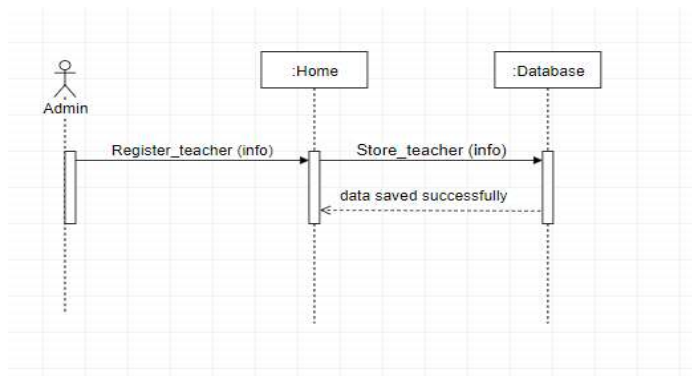 :Home
:Database
Admin
Register_teacher (info)
Store_teacher (info)
data saved successfully